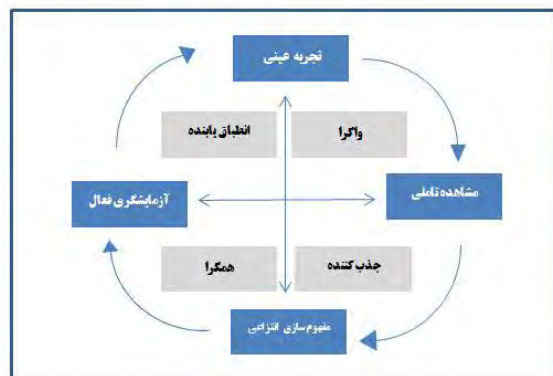 تجربه عینی
واگرا
انطباق یابنده
مشاهده تاملی
آزمایشگری فعال
جذب کننده
همگرا
مفهوم سازی انتزاعی